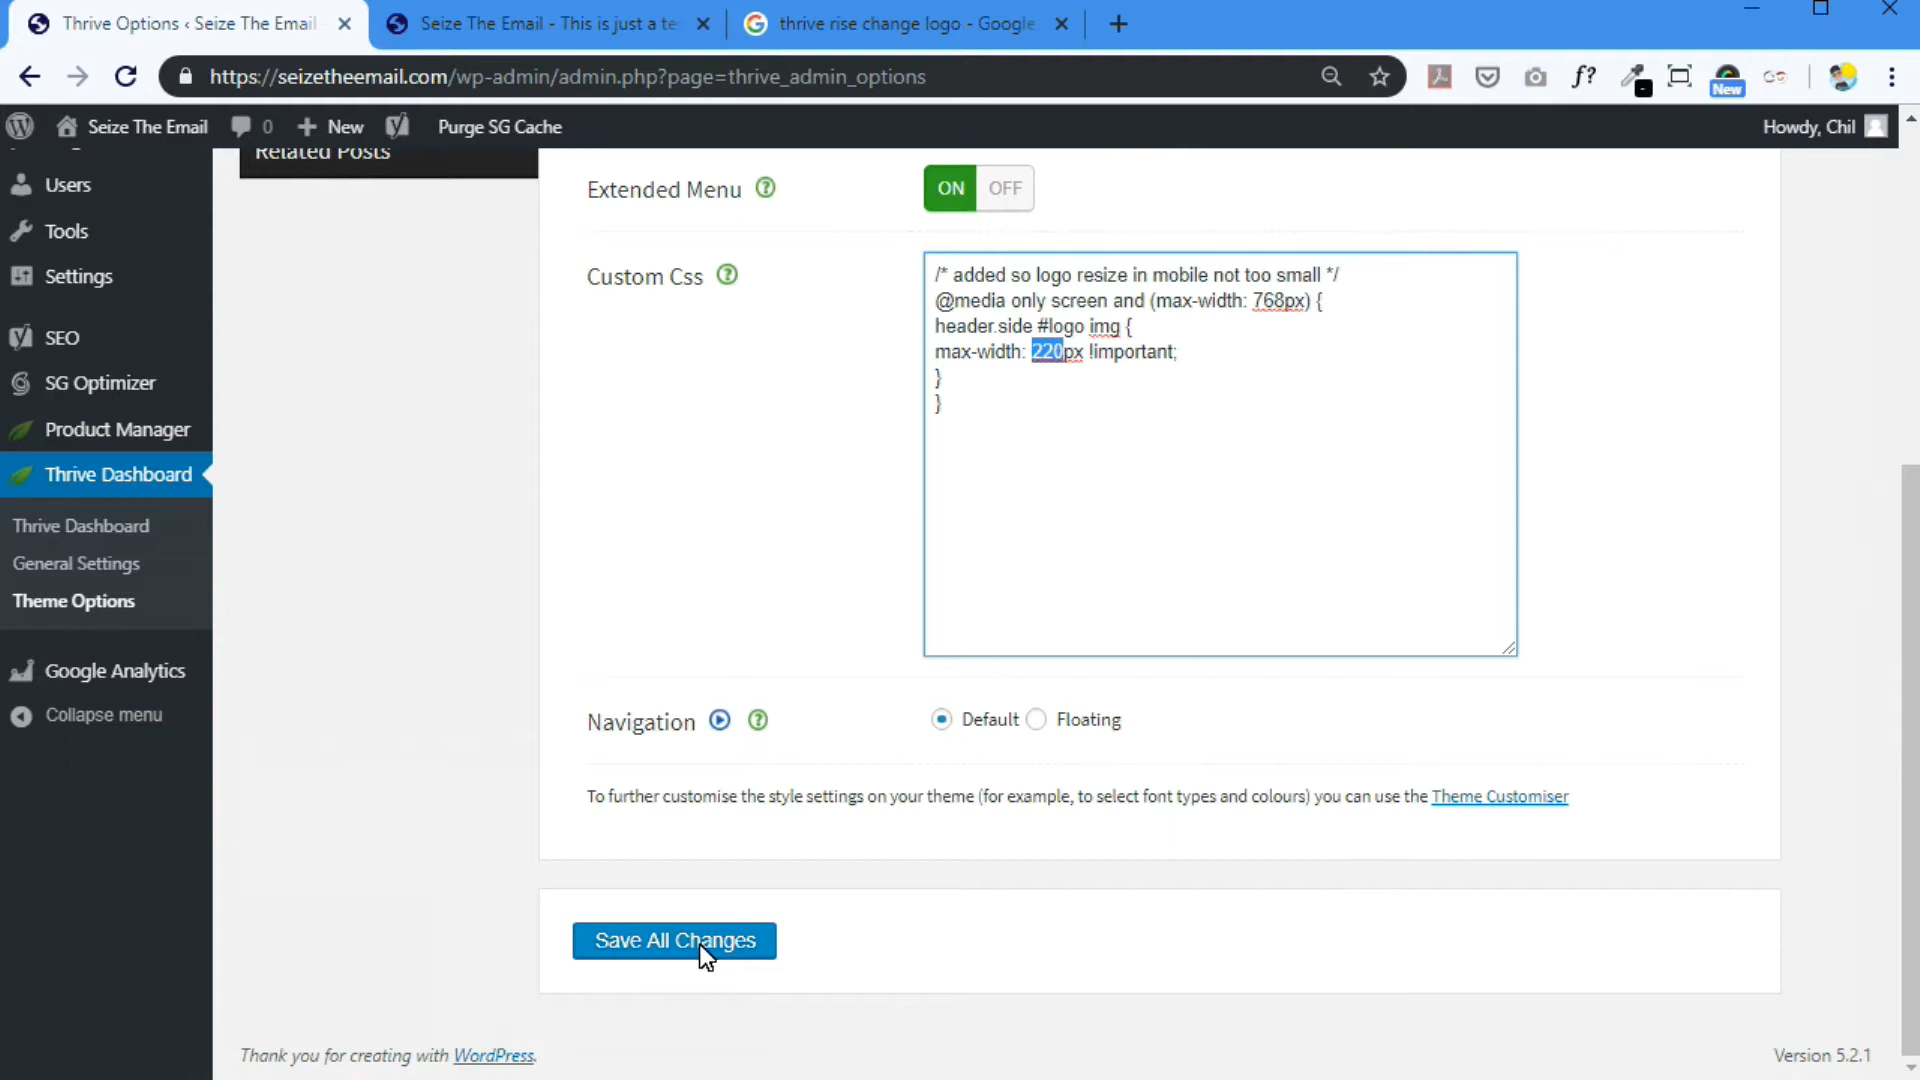 Thrive Options ‹ Seize The Email
Seize The Email - This is just a te
thrive rise change logo - Google
https://seizetheemail.com/wp-admin/admin.php?page=thrive_admin_options
f?
New
Seize The Email
0
New
Purge SG Cache
Howdy, Chil
Related Posts
Users
Tools
Settings
SEO
SG Optimizer
Product Manager
Thrive Dashboard
Thrive Dashboard
General Settings
Theme Options
Google Analytics
Collapse menu
Extended Menu
ON OFF
Custom Css
/* added so logo resize in mobile not too small */
@media only screen and (max-width: 768px) {
header.side #logo img {
max-width: 220px !important;
}
}
Navigation
Default Floating
To further customise the style settings on your theme (for example, to select font types and colours) you can use the Theme Customiser
Save All Changes
Thank you for creating with WordPress.
Version 5.2.1